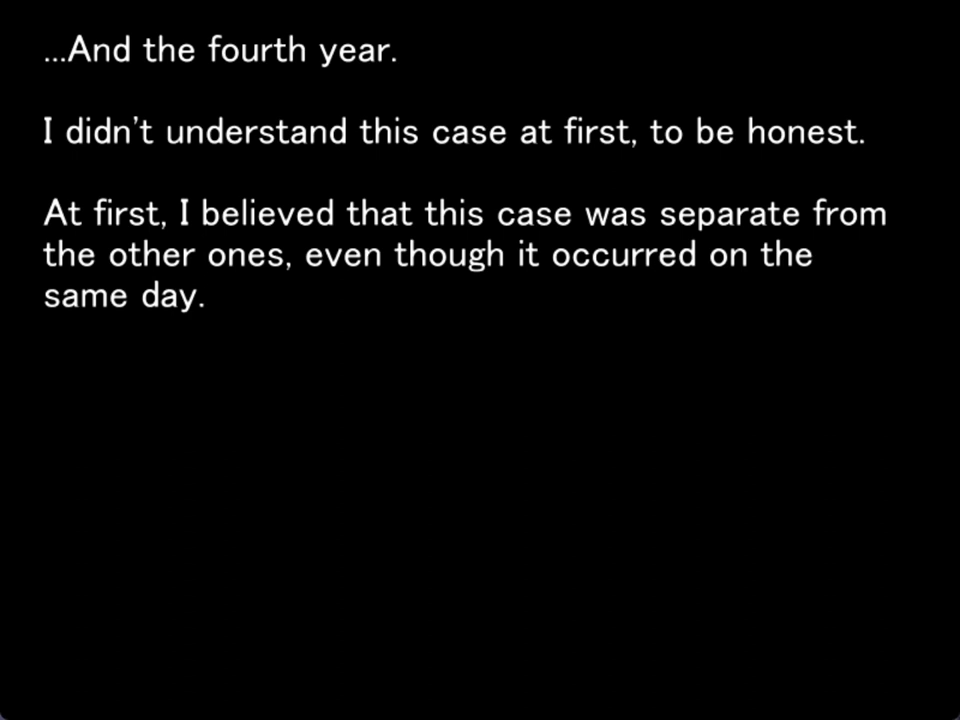 ...And the fourth year.
I didn't understand this case at first, to be honest.
At first, I believed that this case was separate from
the other ones, even though it occurred on the
same day.